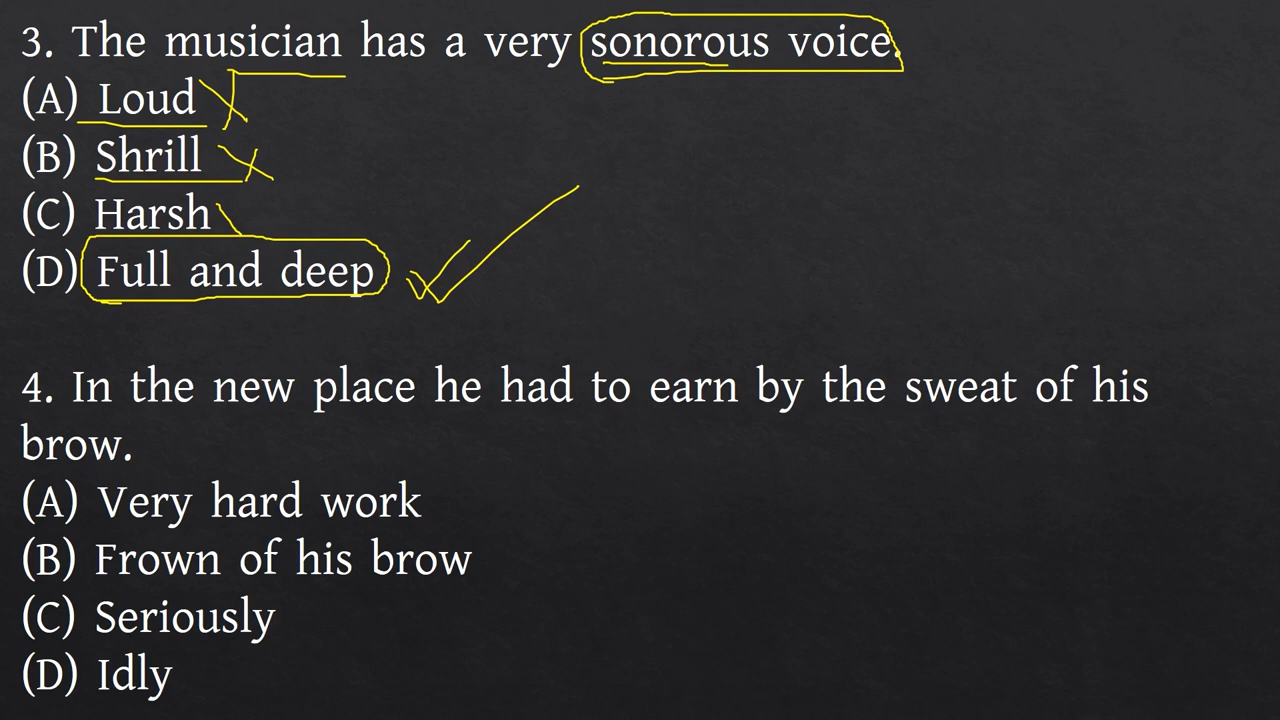 3. The musician has a very sonorous voice.
(A) Loud
(B) Shrill
(C) Harsh
(D) Full and deep
4. In the new place he had to earn by the sweat of his
brow.
(A) Very hard work
(B) Frown of his brow
(C) Seriously
(D) Idly